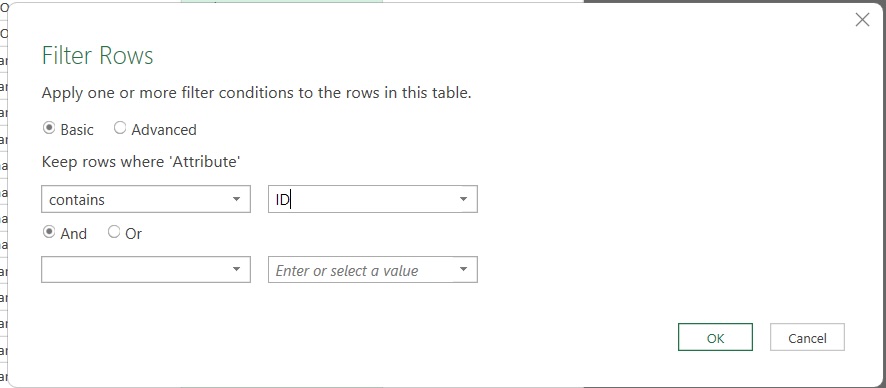 Filter Rows
Apply one or more filter conditions to the rows in this table.
Basic Advanced
Keep rows where 'Attribute'
contains ID
And Or
Enter or select a value
OK Cancel